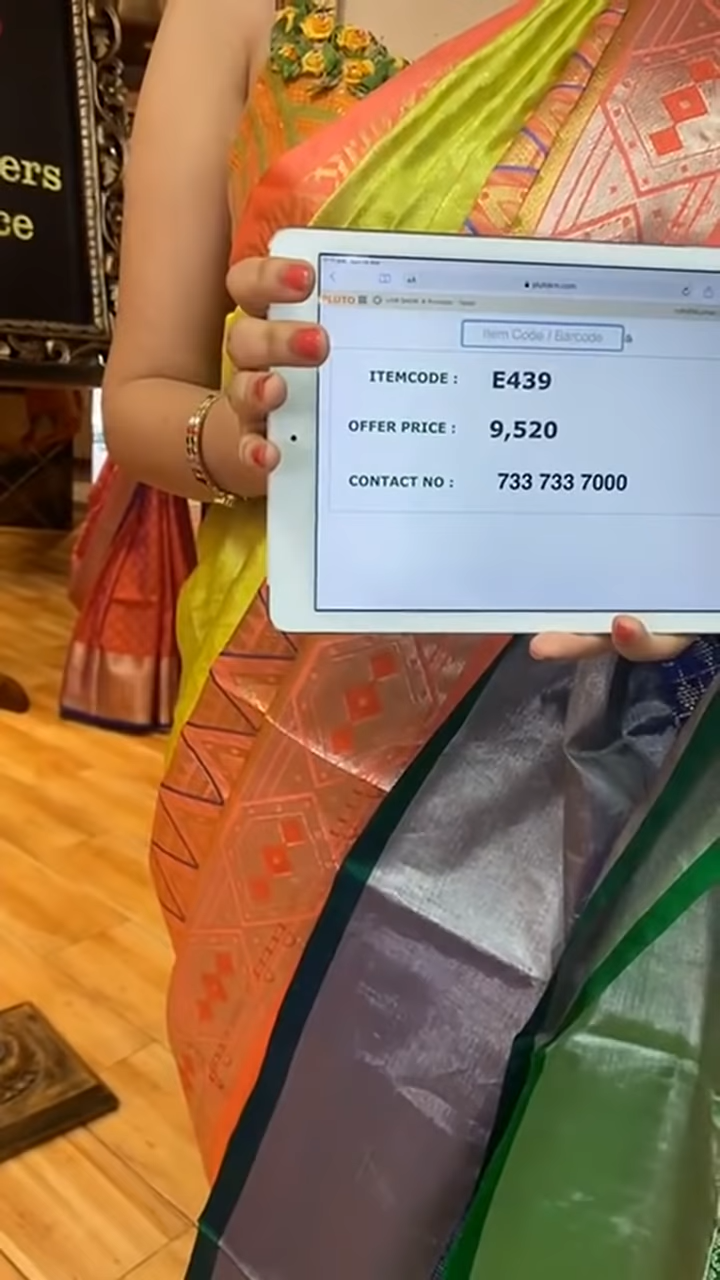 ers
ce
PLUTO
Item Code / Barcode
ITEMCODE : E439
OFFER PRICE : 9,520
CONTACT NO : 733 733 7000